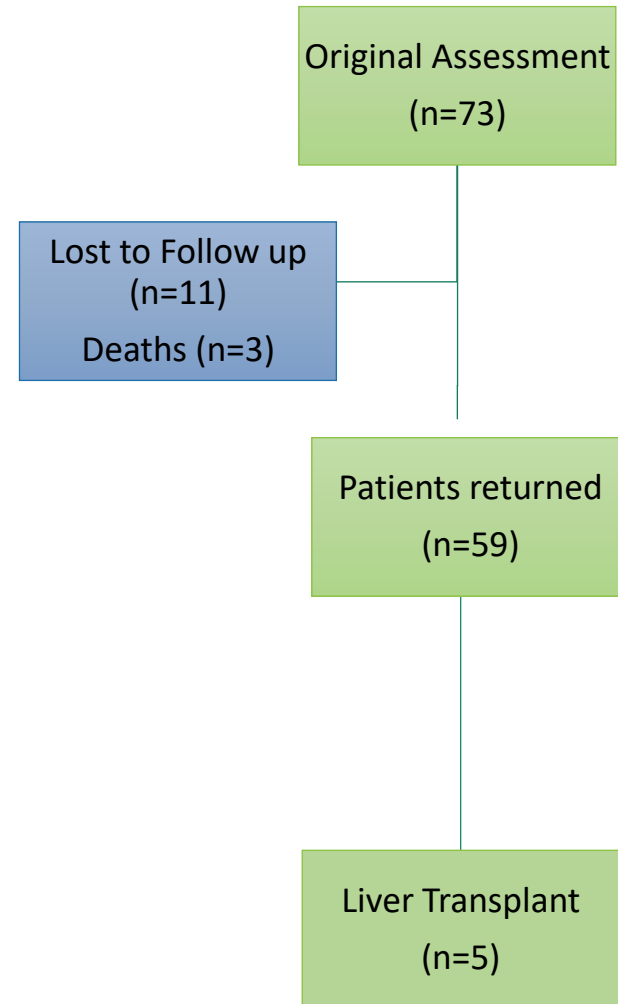 Original Assessment
(n=73)
Lost to Follow up
(n=11)
Deaths (n=3)
Patients returned
(n=59)
Liver Transplant
(n=5)